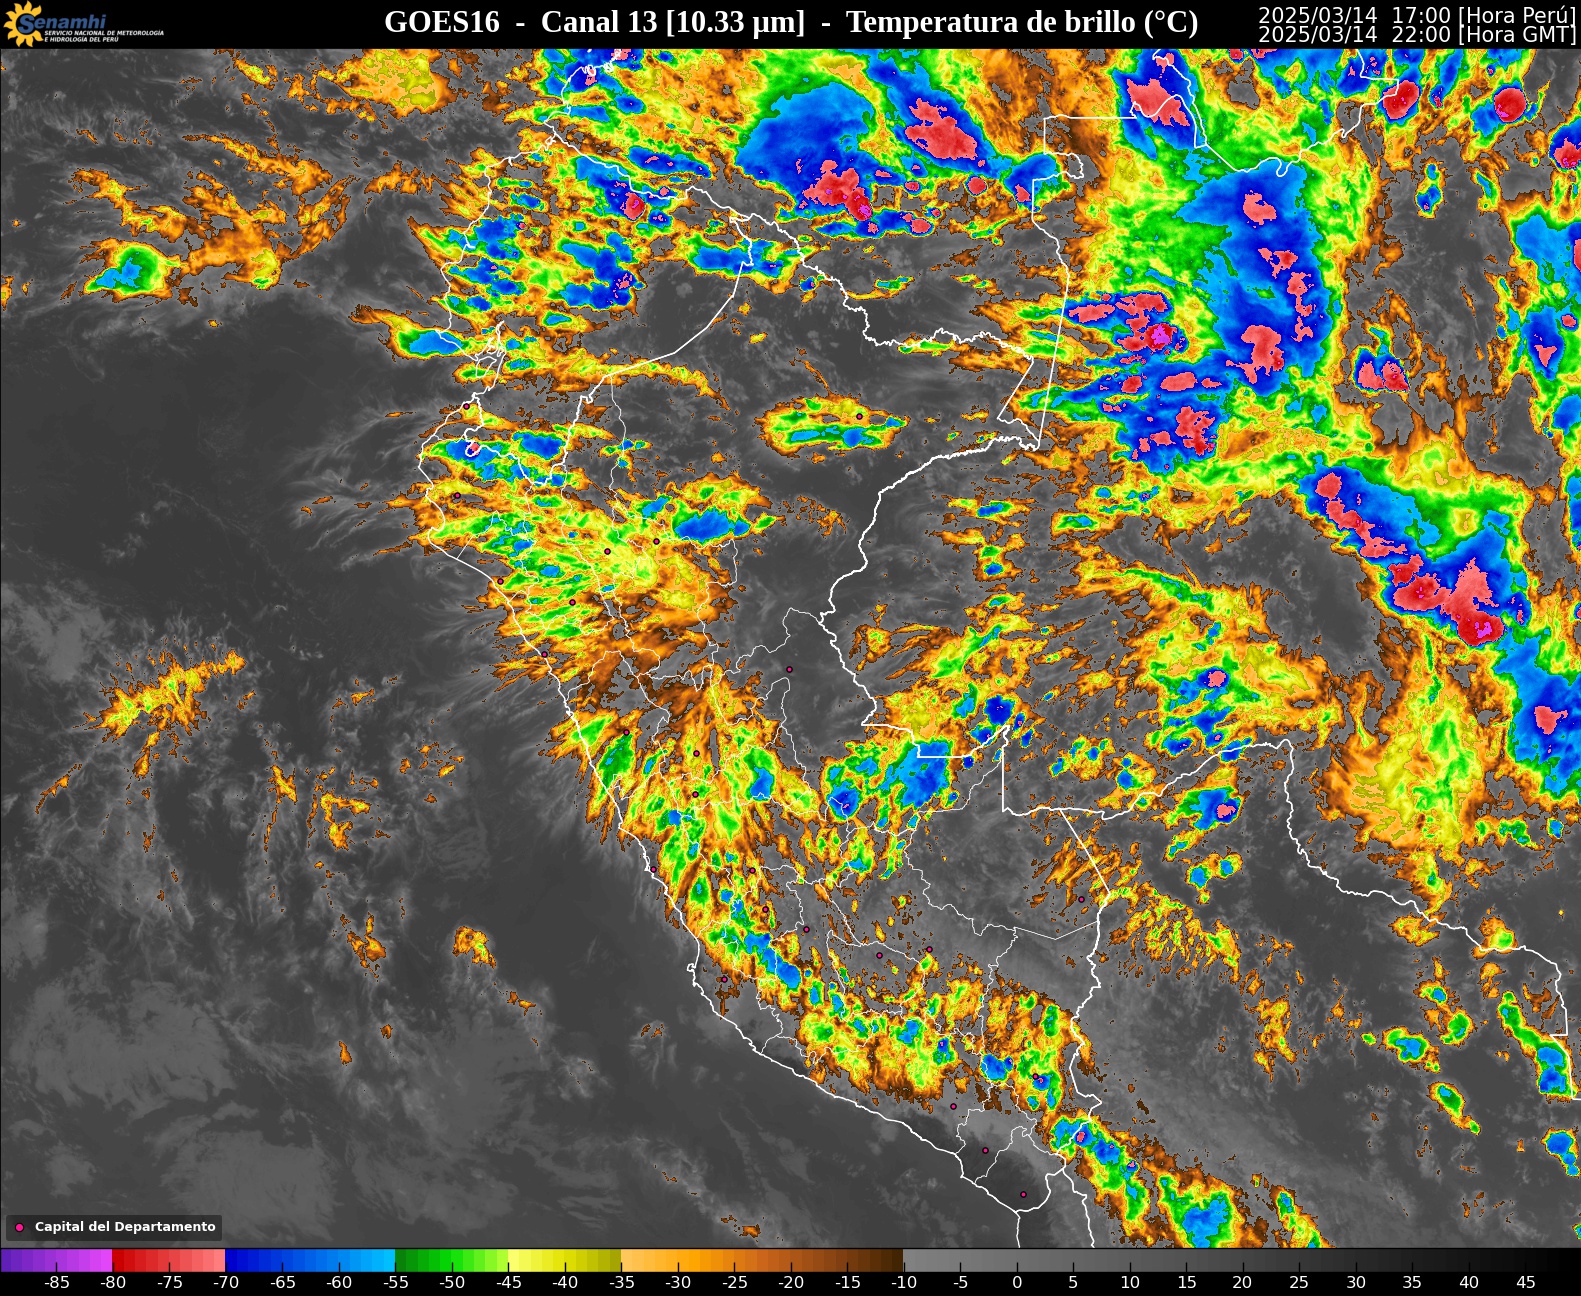 Senamhi
SERVICIO NACIONAL DE METEOROLOGÍA
E HIDROLOGÍA DEL PERÚ
GOES16 - Canal 13 [10.33 µm] - Temperatura de brillo (°C)
2025/03/14 17:00 [Hora Perú]
2025/03/14 22:00 [Hora GMT]
Capital del Departamento
-85 -80 -75 -70 -65 -60 -55 -50 -45 -40 -35 -30 -25 -20 -15 -10 -5 0 5 10 15 20 25 30 35 40 45